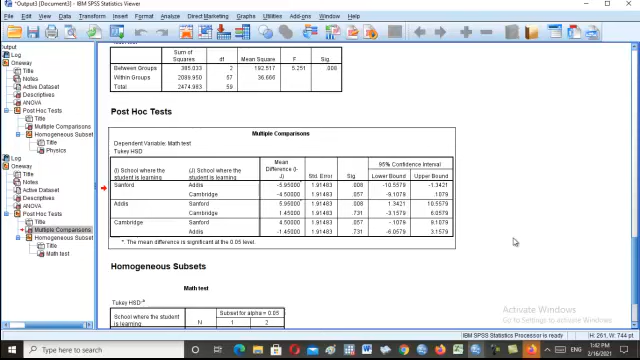 *Output3 [Document3] - IBM SPSS Statistics Viewer
File Edit View Data Transform Insert Format Analyze Direct Marketing Graphs Utilities Add-ons Window Help
Output
Log
Oneway
Title
Notes
Active Dataset
Descriptives
ANOVA
Post Hoc Tests
Title
Multiple Comparisons
Homogeneous Subset
Title
Physics
Log
Oneway
Title
Notes
Active Dataset
Descriptives
ANOVA
Post Hoc Tests
Title
Multiple Comparisons
Homogeneous Subset
Title
Math test
Math test
Sum of Squares df Mean Square F Sig
Between Groups 385.033 2 192.517 5.251 .008
Within Groups 2089.950 57 36.666
Total 2474.983 59
Post Hoc Tests
Multiple Comparisons
Dependent Variable: Math test
Tukey HSD
(I) School where the student is learning (J) School where the student is learning Mean Difference (I-J) Std. Error Sig 95% Confidence Interval
Lower Bound Upper Bound
Sanford Addis -5.95000 1.91483 .008 -10.5579 -1.3421
Cambridge -4.50000 1.91483 .057 -9.1079 .1079
Addis Sanford 5.95000 1.91483 .008 1.3421 10.5579
Cambridge 1.45000 1.91483 .731 -3.1579 6.0579
Cambridge Sanford 4.50000 1.91483 .057 -.1079 9.1079
Addis -1.45000 1.91483 .731 -6.0579 3.1579
*. The mean difference is significant at the 0.05 level.
Homogeneous Subsets
Math test
Tukey HSD
School where the student is learning N Subset for alpha = 0.05
1 2
Activate Windows
Go to Settings to activate Windows.
IBM SPSS Statistics Processor is ready H: 261, W: 744 pt
ENG 1:42 PM
2/16/2021